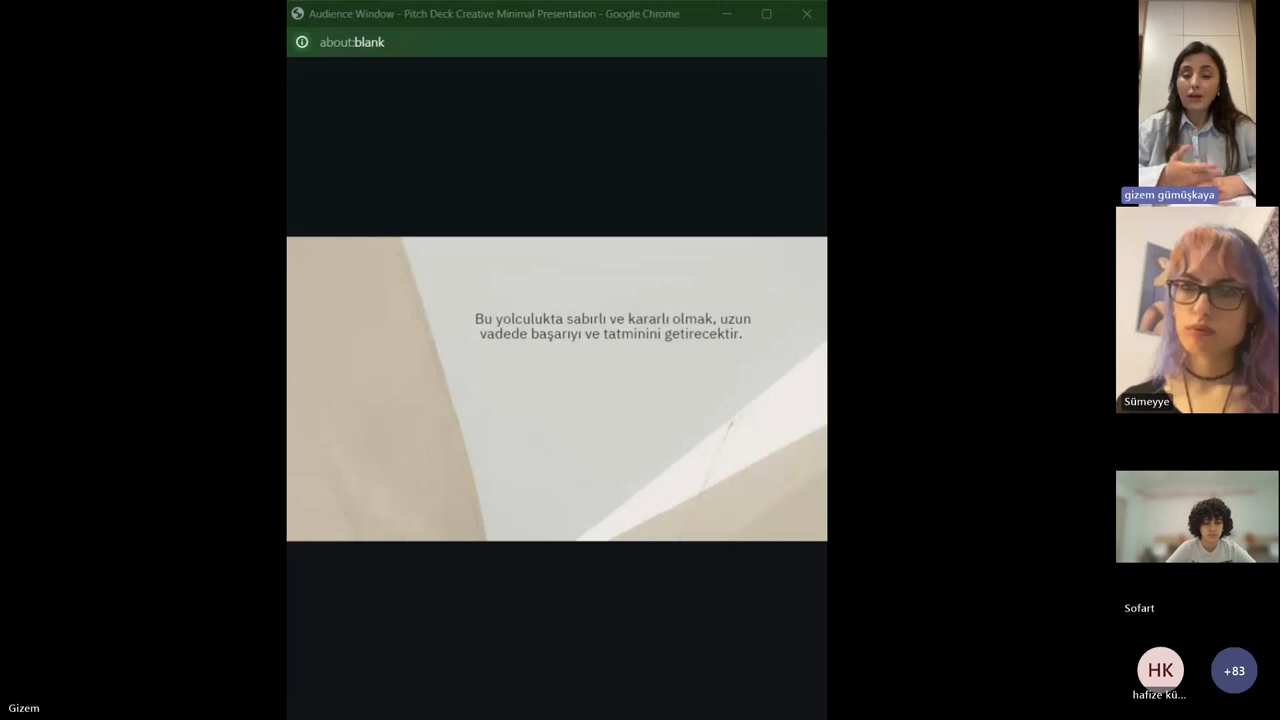 Audience Window - Pitch Deck Creative Minimal Presentation - Google Chrome
about:blank
Bu yolculukta sabırlı ve kararlı olmak, uzun
vadede başarıyı ve tatminini getirecektir.
gizem gümüşkaya
Sümeyye
Sofart
HK
+83
hafize kü...
Gizem